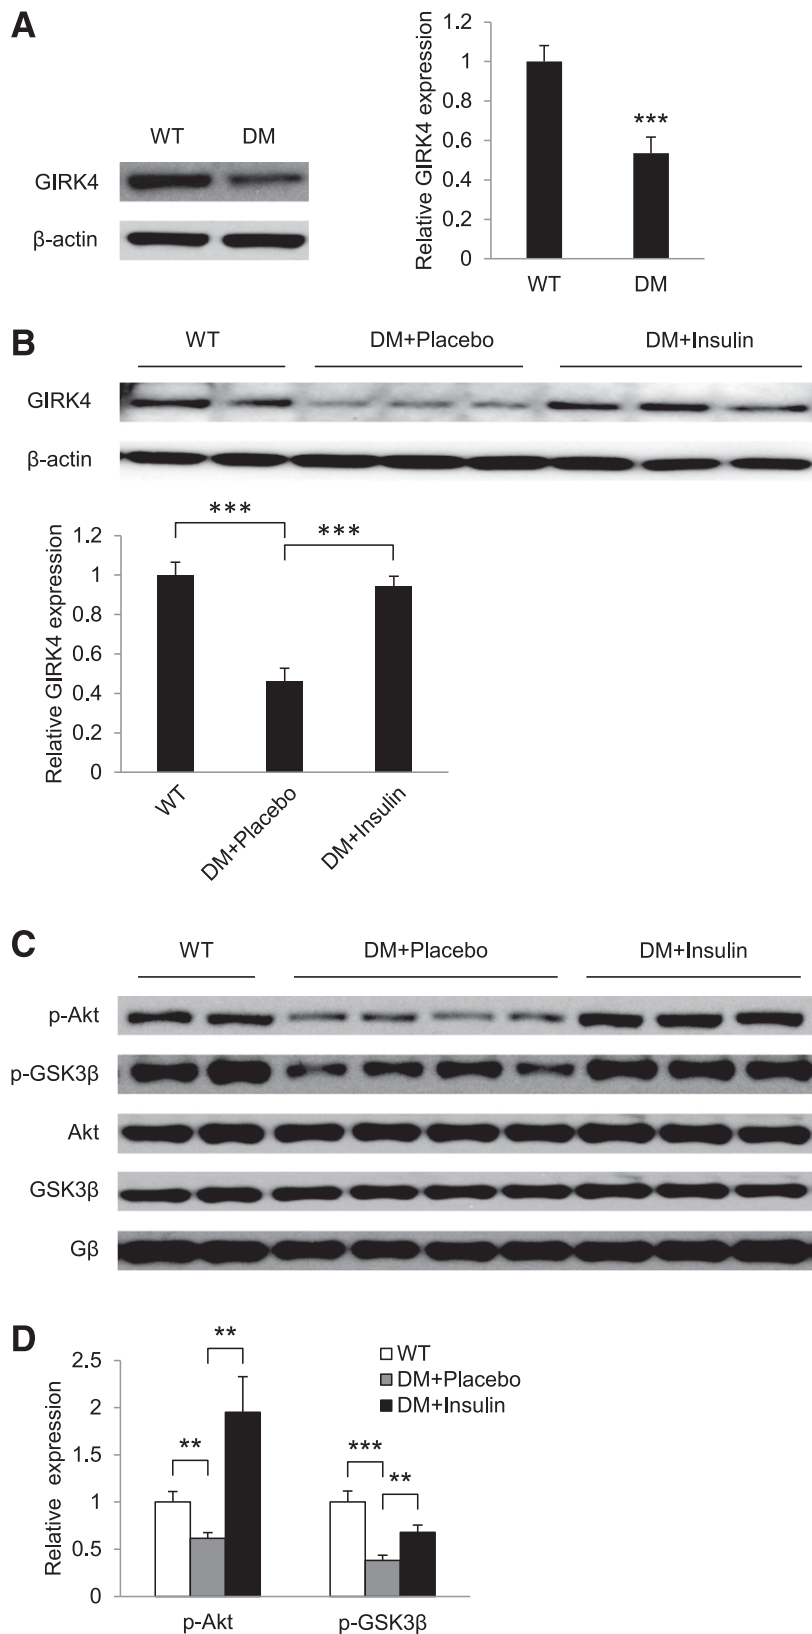 A
WT DM
GIRK4
β-actin
Relative GIRK4 expression
1.2
1
0.8
0.6
0.4
0.2
0
***
WT DM
B
WT DM+Placebo DM+Insulin
GIRK4
β-actin
Relative GIRK4 expression
1.2
1
0.8
0.6
0.4
0.2
0
*** ***
WT DM+Placebo DM+Insulin
C
WT DM+Placebo DM+Insulin
p-Akt
p-GSK3β
Akt
GSK3β
Gβ
D
Relative expression
2.5
2
1.5
1
0.5
0
** **
*** **
WT
DM+Placebo
DM+Insulin
p-Akt p-GSK3β